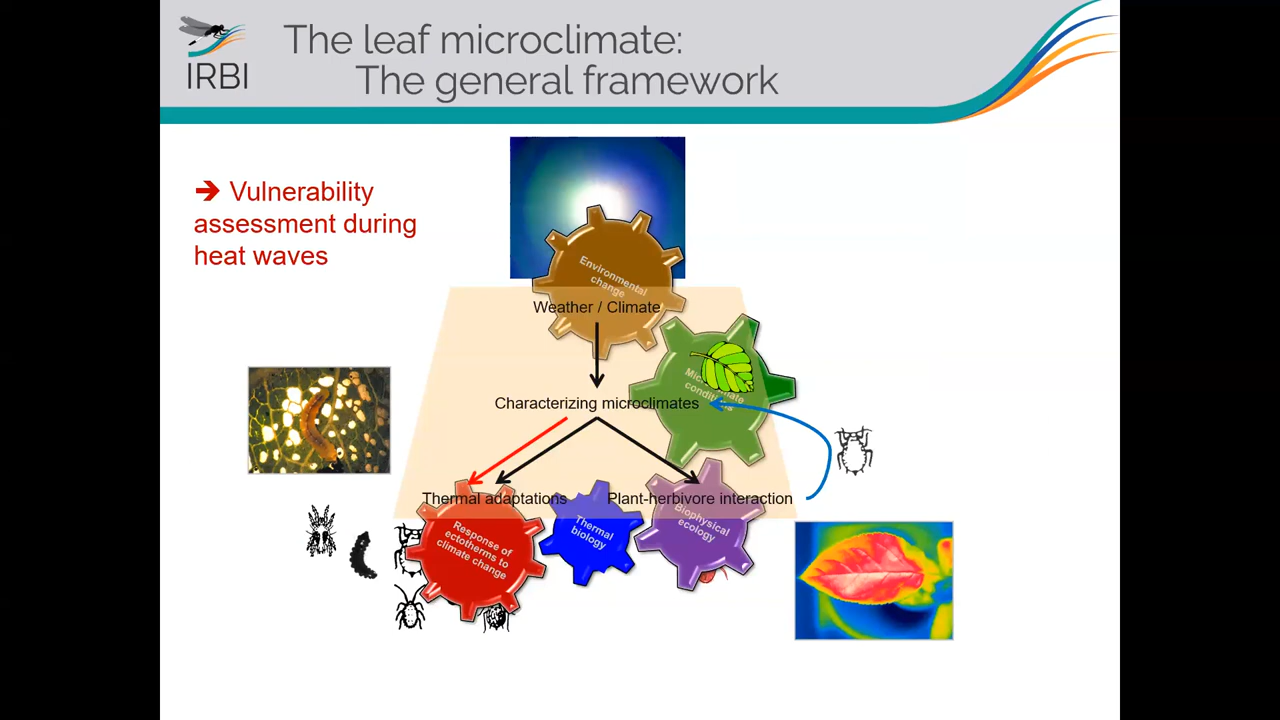 The leaf microclimate:
The general framework
IRBI
➔ Vulnerability
assessment during
heat waves
Environmental
change
Weather / Climate
conditions
Characterizing microclimates
Thermal adaptations
Plant-herbivore interaction
Response of
ectotherms to
climate change
Thermal
biology
Biophysical
ecology